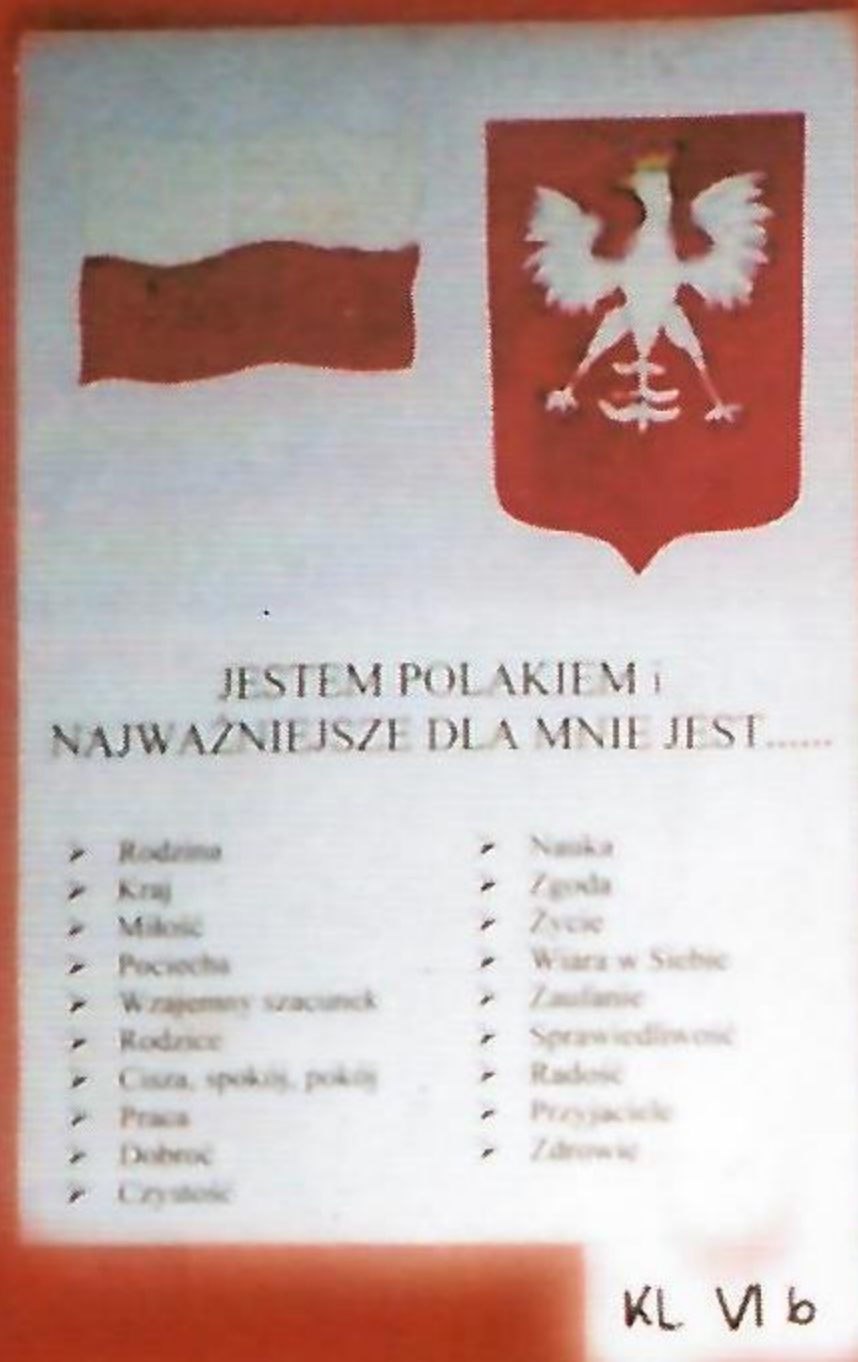 JESTEM POLAKIEM i
NAJWAŻNIEJSZE DLA MNIE JEST......
➢ Rodzina
➢ Kraj
➢ Miłość
➢ Pociecha
➢ Wzajemny szacunek
➢ Rodzice
➢ Cisza, spokój, pokój
➢ Praca
➢ Dobroć
➢ Czystość
➢ Nauka
➢ Zgoda
➢ Życie
➢ Wiara w Siebie
➢ Zaufanie
➢ Sprawiedliwość
➢ Radość
➢ Przyjaciele
➢ Zdrowie
KL VI b